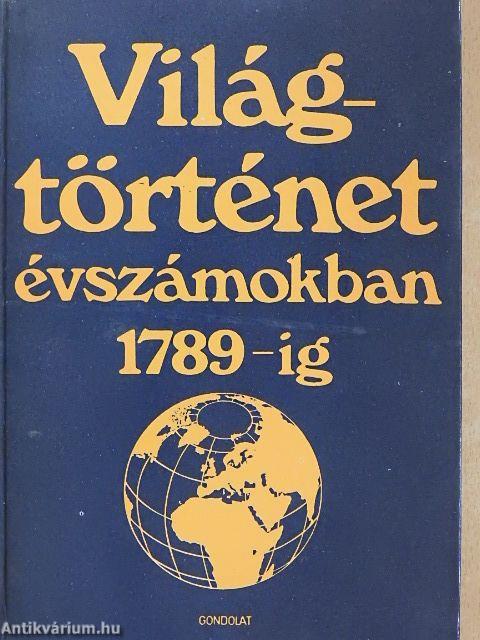 Világ-
történet
évszámokban
1789-ig
GONDOLAT
Antikvárium.hu